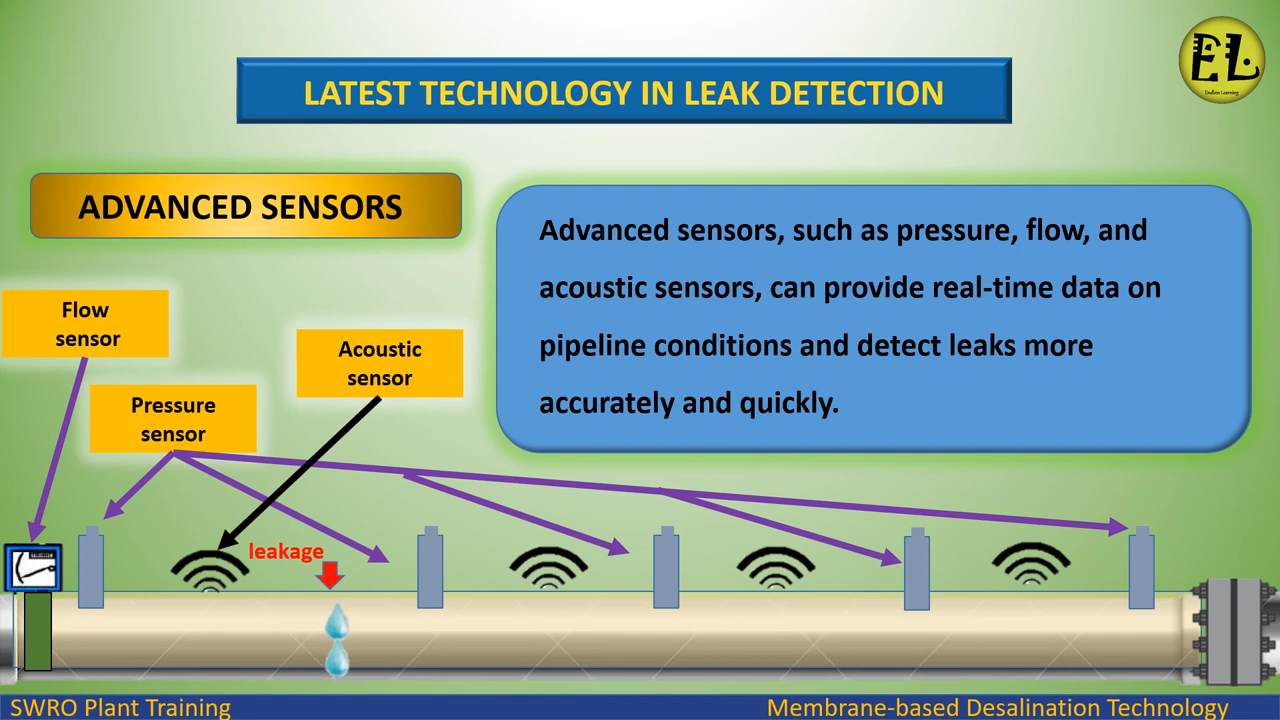 EL
Endless Learning
LATEST TECHNOLOGY IN LEAK DETECTION
ADVANCED SENSORS
Advanced sensors, such as pressure, flow, and
acoustic sensors, can provide real-time data on
pipeline conditions and detect leaks more
accurately and quickly.
Flow
sensor
Acoustic
sensor
Pressure
sensor
leakage
SWRO Plant Training
Membrane-based Desalination Technology